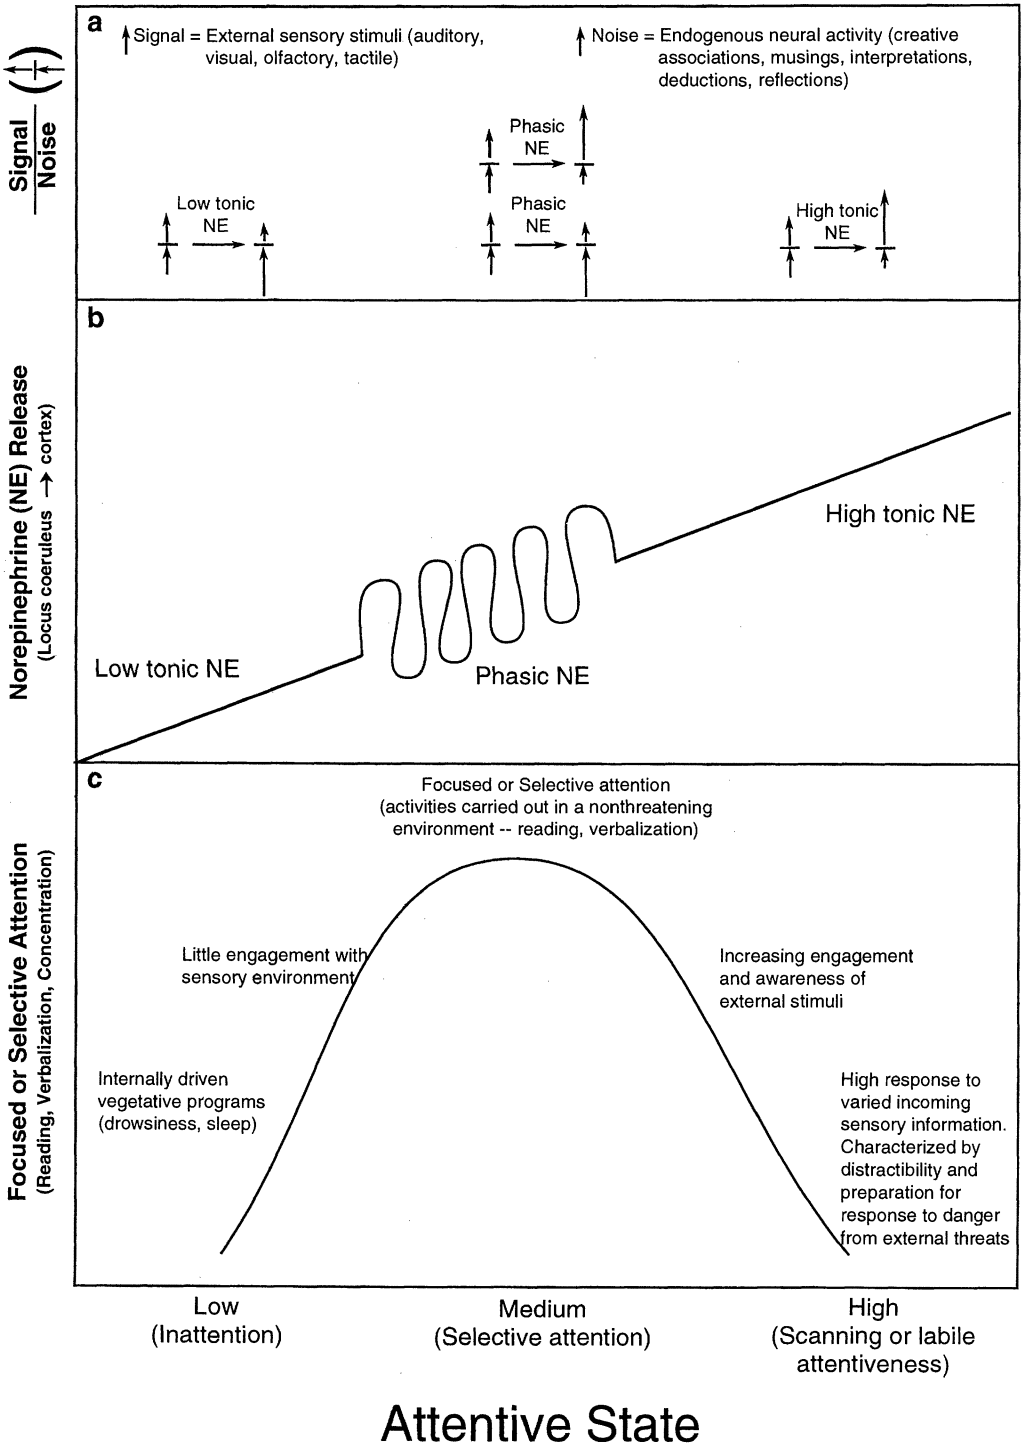 a
Signal = External sensory stimuli (auditory,
visual, olfactory, tactile)
Noise = Endogenous neural activity (creative
associations, musings, interpretations,
deductions, reflections)
Signal
Noise
Phasic
NE
Low tonic
NE
Phasic
NE
High tonic
NE
b
Norepinephrine (NE) Release
(Locus coeruleus → cortex)
High tonic NE
Low tonic NE
Phasic NE
c
Focused or Selective attention
(activities carried out in a nonthreatening
environment -- reading, verbalization)
Focused or Selective Attention
(Reading, Verbalization, Concentration)
Little engagement with
sensory environment
Increasing engagement
and awareness of
external stimuli
Internally driven
vegetative programs
(drowsiness, sleep)
High response to
varied incoming
sensory information.
Characterized by
distractibility and
preparation for
response to danger
from external threats
Low
(Inattention)
Medium
(Selective attention)
High
(Scanning or labile
attentiveness)
Attentive State